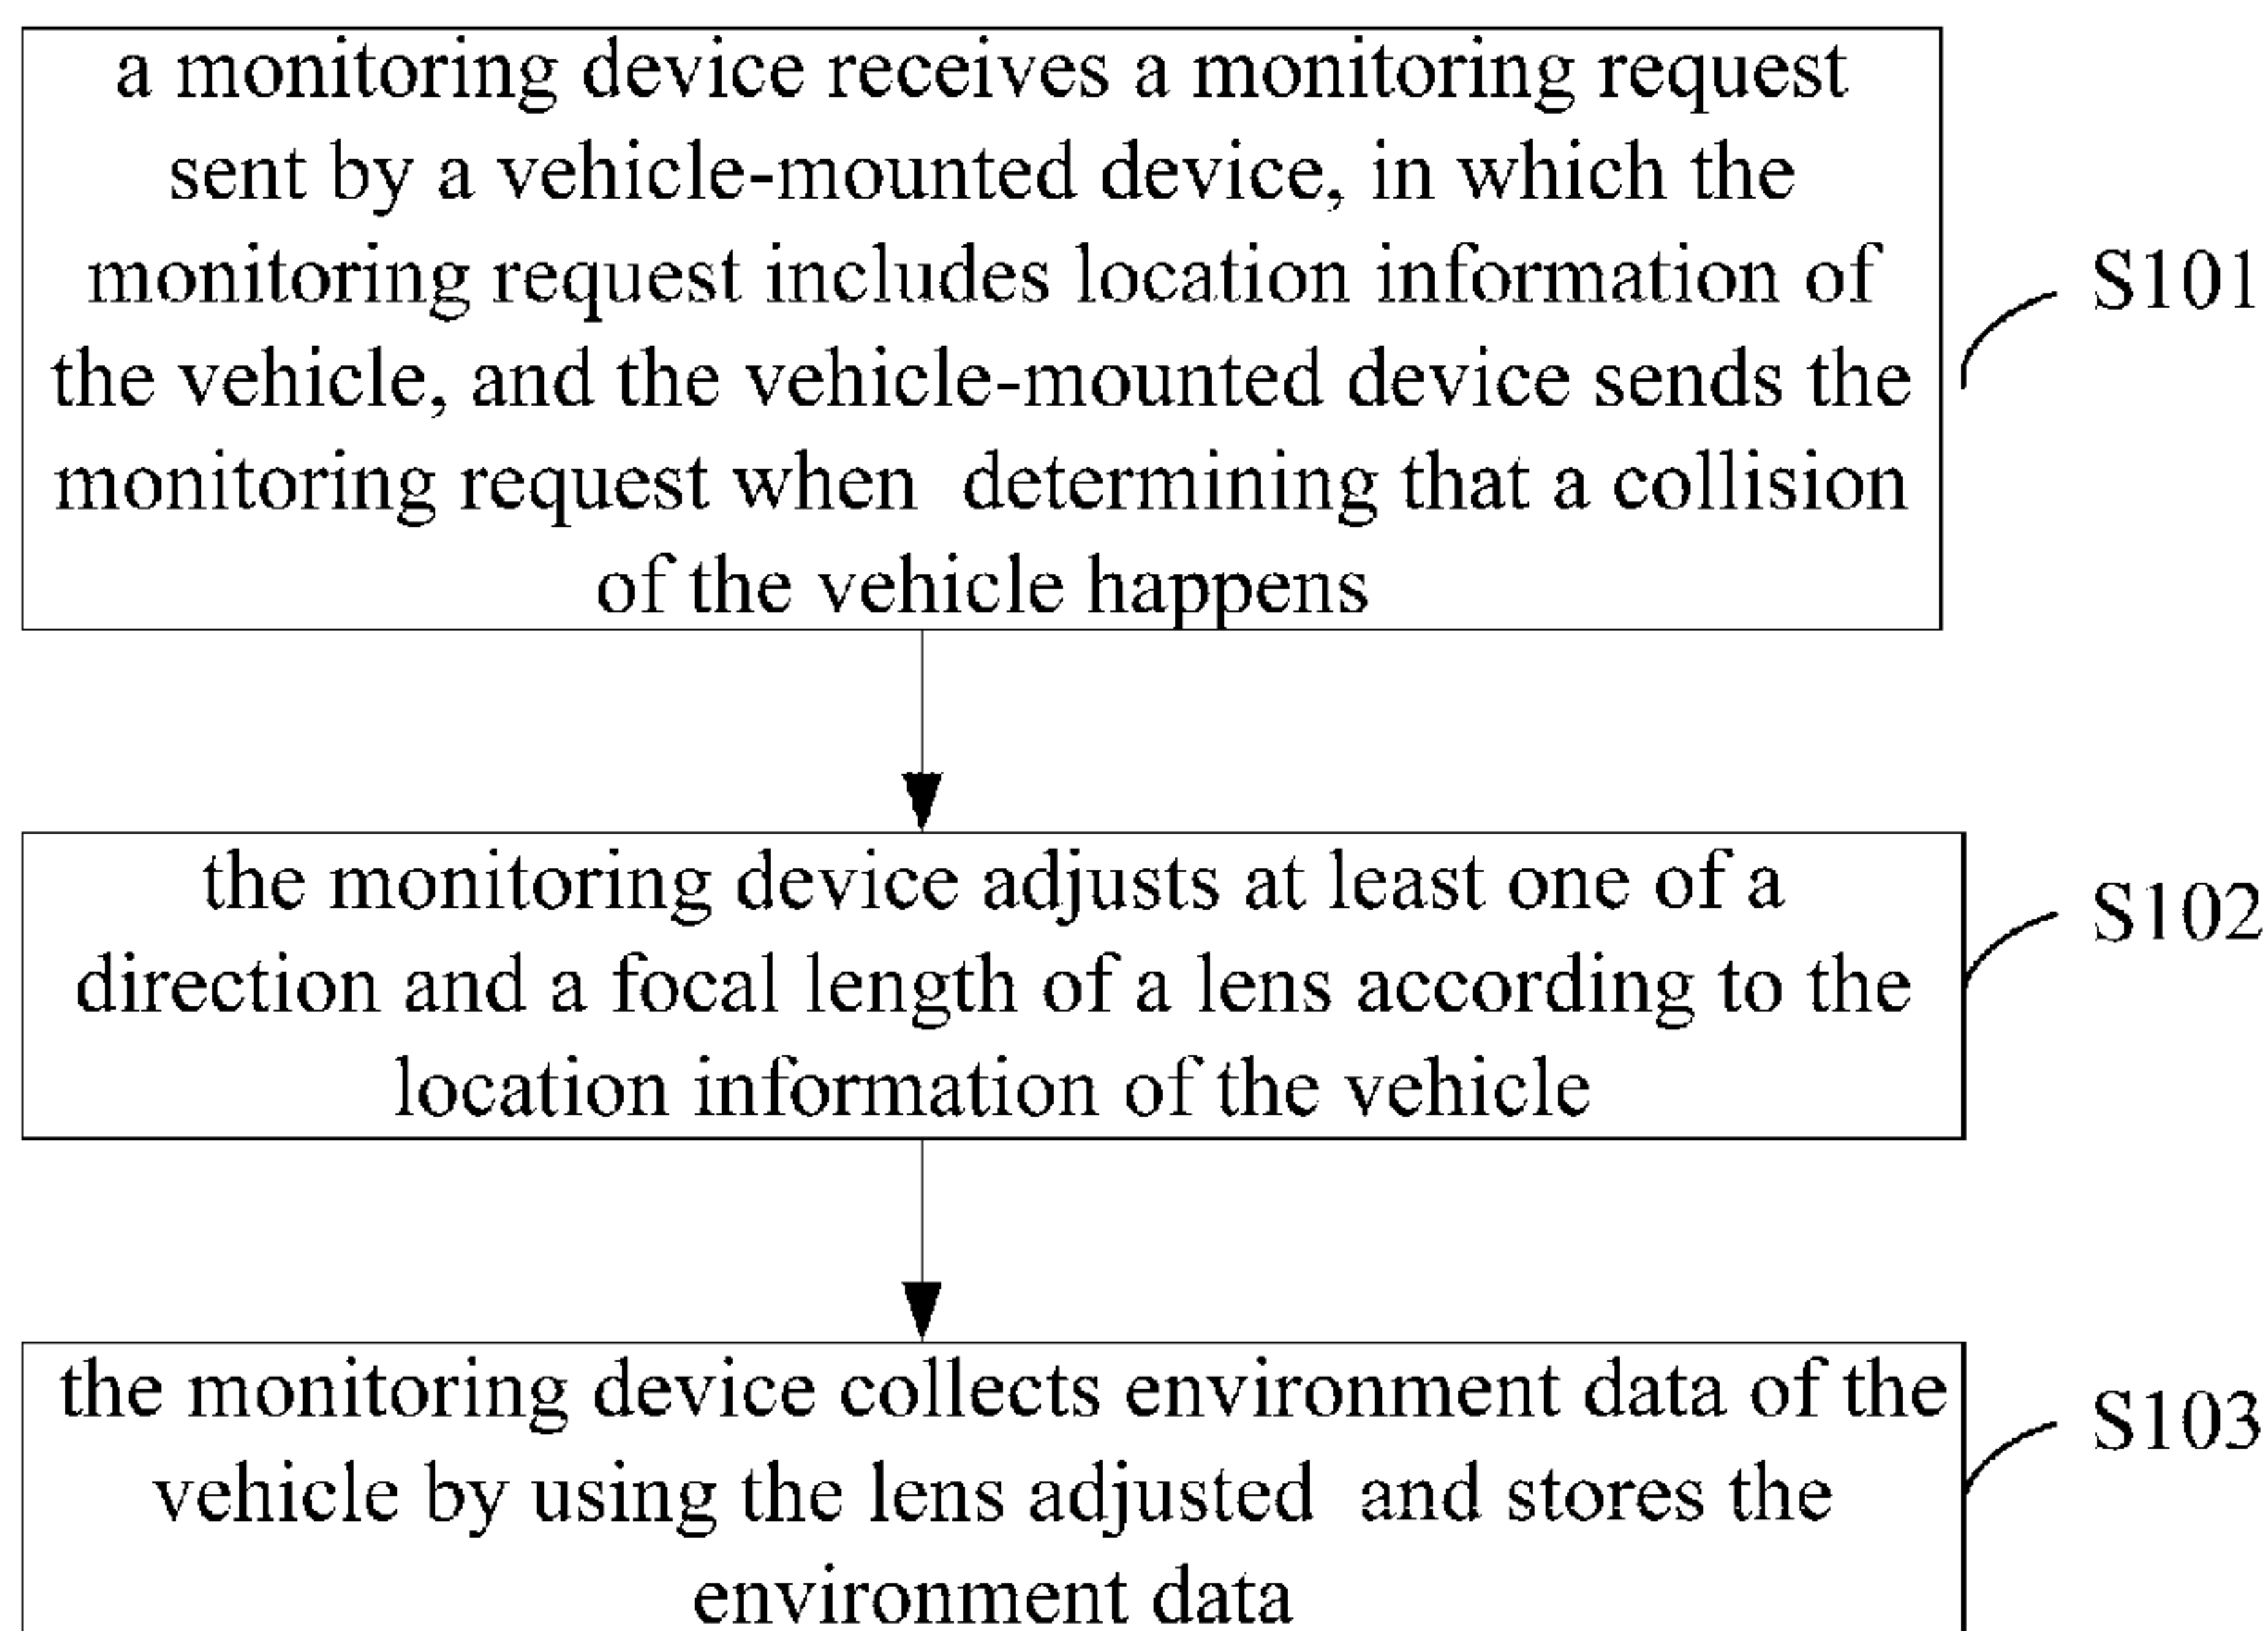 a monitoring device receives a monitoring request
sent by a vehicle-mounted device, in which the
monitoring request includes location information of
the vehicle, and the vehicle-mounted device sends the
monitoring request when determining that a collision
of the vehicle happens
S101
the monitoring device adjusts at least one of a
direction and a focal length of a lens according to the
location information of the vehicle
S102
the monitoring device collects environment data of the
vehicle by using the lens adjusted and stores the
environment data
S103